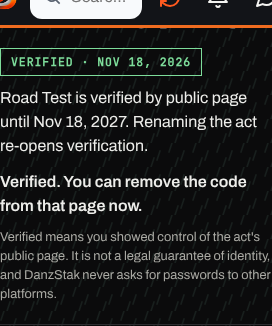 Search...
VERIFIED · NOV 18, 2026
Road Test is verified by public page
until Nov 18, 2027. Renaming the act
re-opens verification.
Verified. You can remove the code
from that page now.
Verified means you showed control of the act's
public page. It is not a legal guarantee of identity,
and DanzStak never asks for passwords to other
platforms.